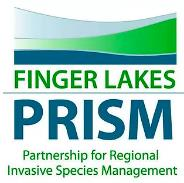 FINGER LAKES
PRISM
Partnership for Regional
Invasive Species Management